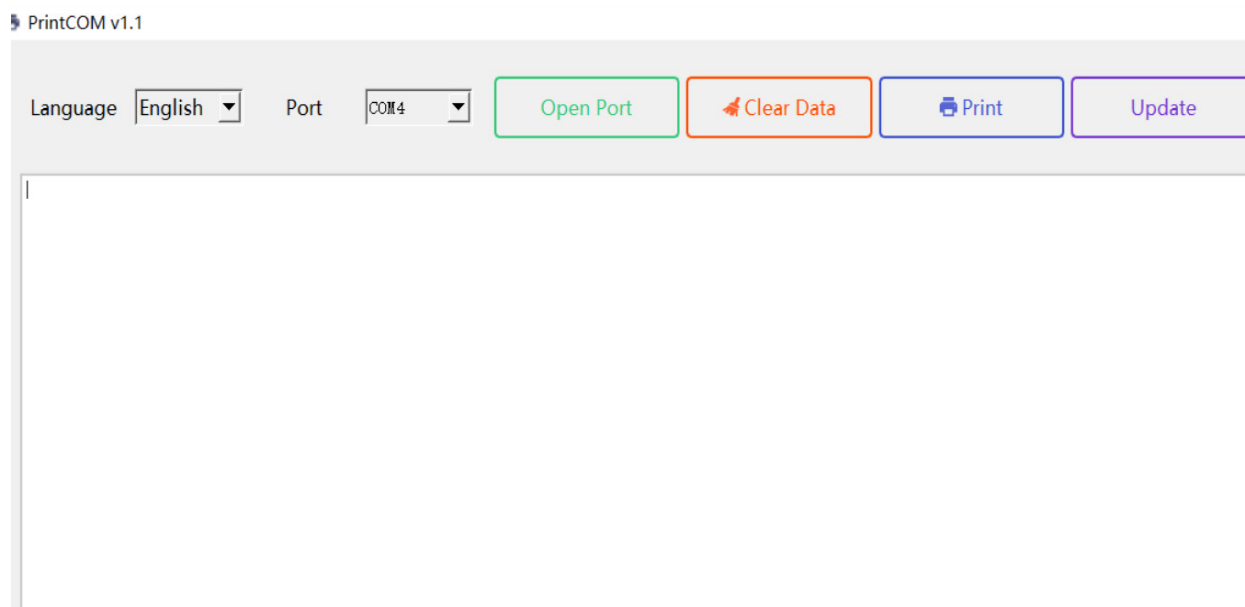 PrintCOM v1.1
Language English Port COM4 Open Port Clear Data Print Update